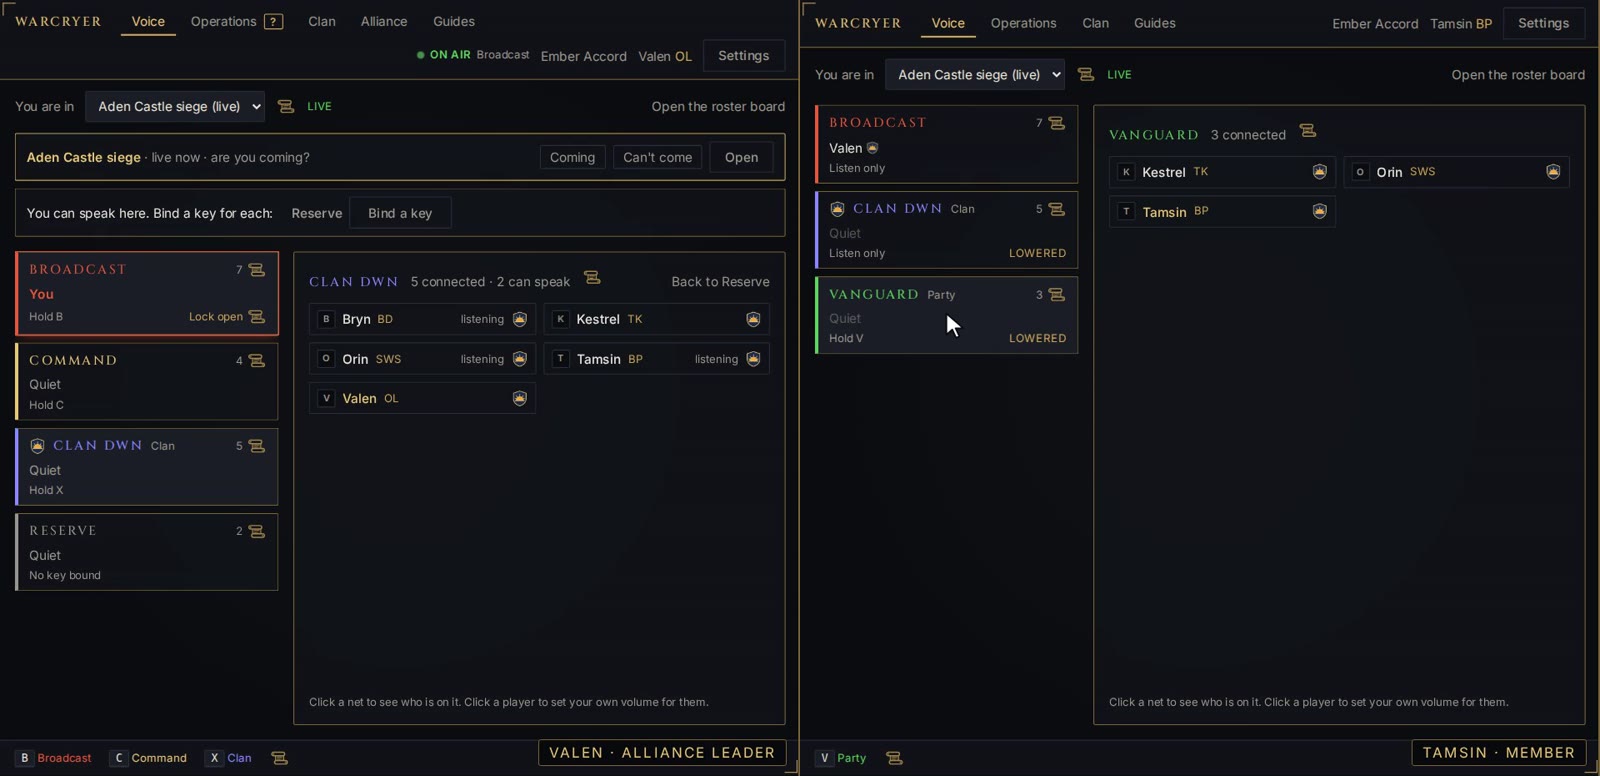 WARCRYER Voice Operations ? Clan Alliance Guides
ON AIR Broadcast Ember Accord Valen OL Settings
You are in Aden Castle siege (live) LIVE Open the roster board
Aden Castle siege · live now · are you coming? Coming Can't come Open
You can speak here. Bind a key for each: Reserve Bind a key
BROADCAST 7
You
Hold B Lock open
COMMAND 4
Quiet
Hold C
CLAN DWN Clan 5
Quiet
Hold X
RESERVE 2
Quiet
No key bound
CLAN DWN 5 connected · 2 can speak Back to Reserve
B Bryn BD listening K Kestrel TK
O Orin SWS listening T Tamsin BP listening
V Valen OL
Click a net to see who is on it. Click a player to set your own volume for them.
B Broadcast C Command X Clan VALEN · ALLIANCE LEADER
WARCRYER Voice Operations Clan Guides Ember Accord Tamsin BP Settings
You are in Aden Castle siege (live) LIVE Open the roster board
BROADCAST 7
Valen
Listen only
CLAN DWN Clan 5
Quiet
Listen only LOWERED
VANGUARD Party 3
Quiet
Hold V LOWERED
VANGUARD 3 connected
K Kestrel TK O Orin SWS
T Tamsin BP
Click a net to see who is on it. Click a player to set your own volume for them.
V Party TAMSIN · MEMBER